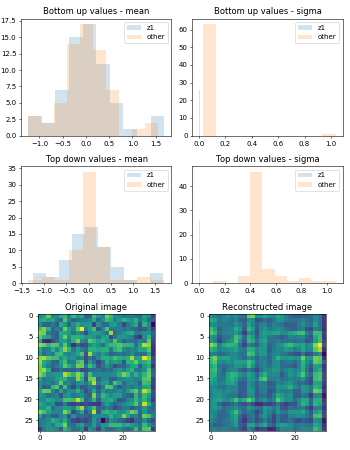 Bottom up values - mean
17.5
15.0
12.5
10.0
7.5
5.0
2.5
0.0
−1.0 −0.5 0.0 0.5 1.0 1.5
z1
other
Bottom up values - sigma
60
50
40
30
20
10
0
0.0 0.2 0.4 0.6 0.8 1.0
z1
other
Top down values - mean
35
30
25
20
15
10
5
0
−1.5 −1.0 −0.5 0.0 0.5 1.0 1.5
z1
other
Top down values - sigma
40
30
20
10
0
0.0 0.2 0.4 0.6 0.8 1.0
z1
other
Original image
0
5
10
15
20
25
0 10 20
Reconstructed image
0
5
10
15
20
25
0 10 20